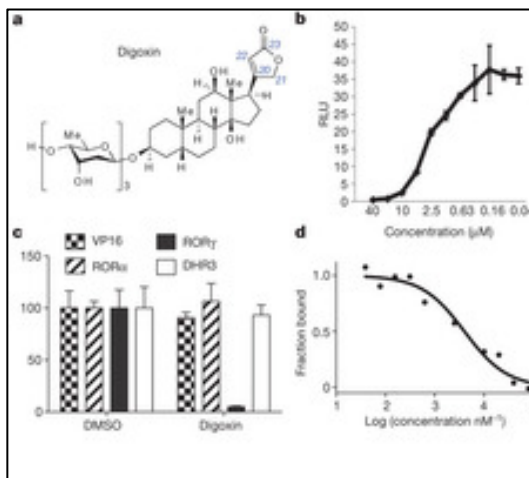 a
Digoxin
O
23
22
O
20
21
OH
Me
H
Me
H
H
OH
Me
O
O
H
O
H
OH
3
H
b
50
45
40
35
30
25
20
15
10
5
0
RLU
40 10 2.5 0.63 0.16 0.04
Concentration (μM)
c
VP16 RORγ
RORα DHR3
150
100
50
0
DMSO Digoxin
d
1.0
0.5
0
Fraction bound
1 2 3 4
Log (concentration nM⁻¹)